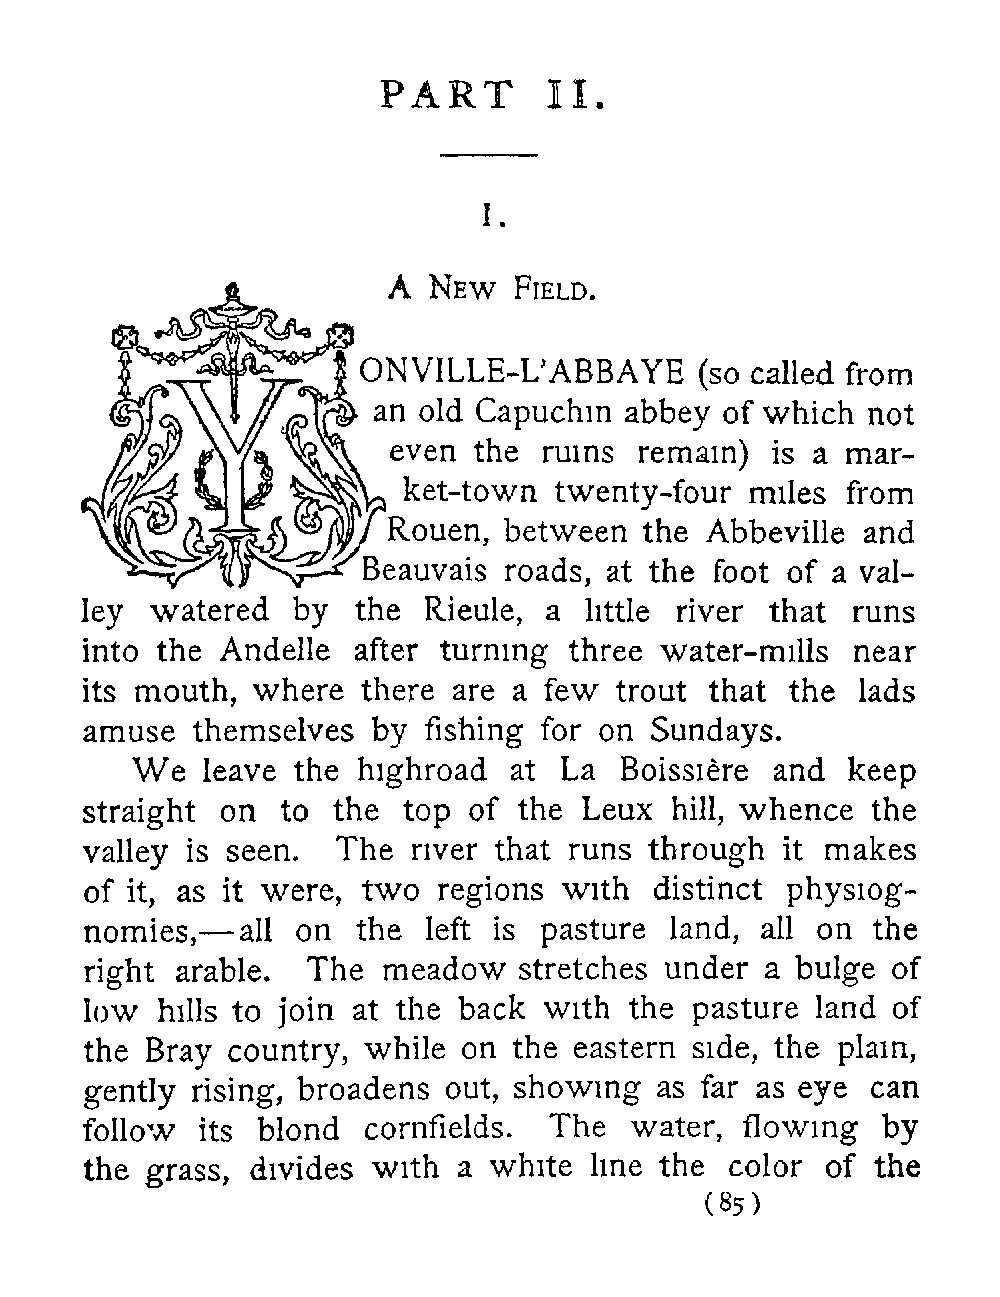 PART II.
I.
A NEW FIELD.
YONVILLE-L'ABBAYE (so called from
an old Capuchin abbey of which not
even the ruins remain) is a mar-
ket-town twenty-four miles from
Rouen, between the Abbeville and
Beauvais roads, at the foot of a val-
ley watered by the Rieule, a little river that runs
into the Andelle after turning three water-mills near
its mouth, where there are a few trout that the lads
amuse themselves by fishing for on Sundays.
We leave the highroad at La Boissière and keep
straight on to the top of the Leux hill, whence the
valley is seen. The river that runs through it makes
of it, as it were, two regions with distinct physiog-
nomies,—all on the left is pasture land, all on the
right arable. The meadow stretches under a bulge of
low hills to join at the back with the pasture land of
the Bray country, while on the eastern side, the plain,
gently rising, broadens out, showing as far as eye can
follow its blond cornfields. The water, flowing by
the grass, divides with a white line the color of the
(85)